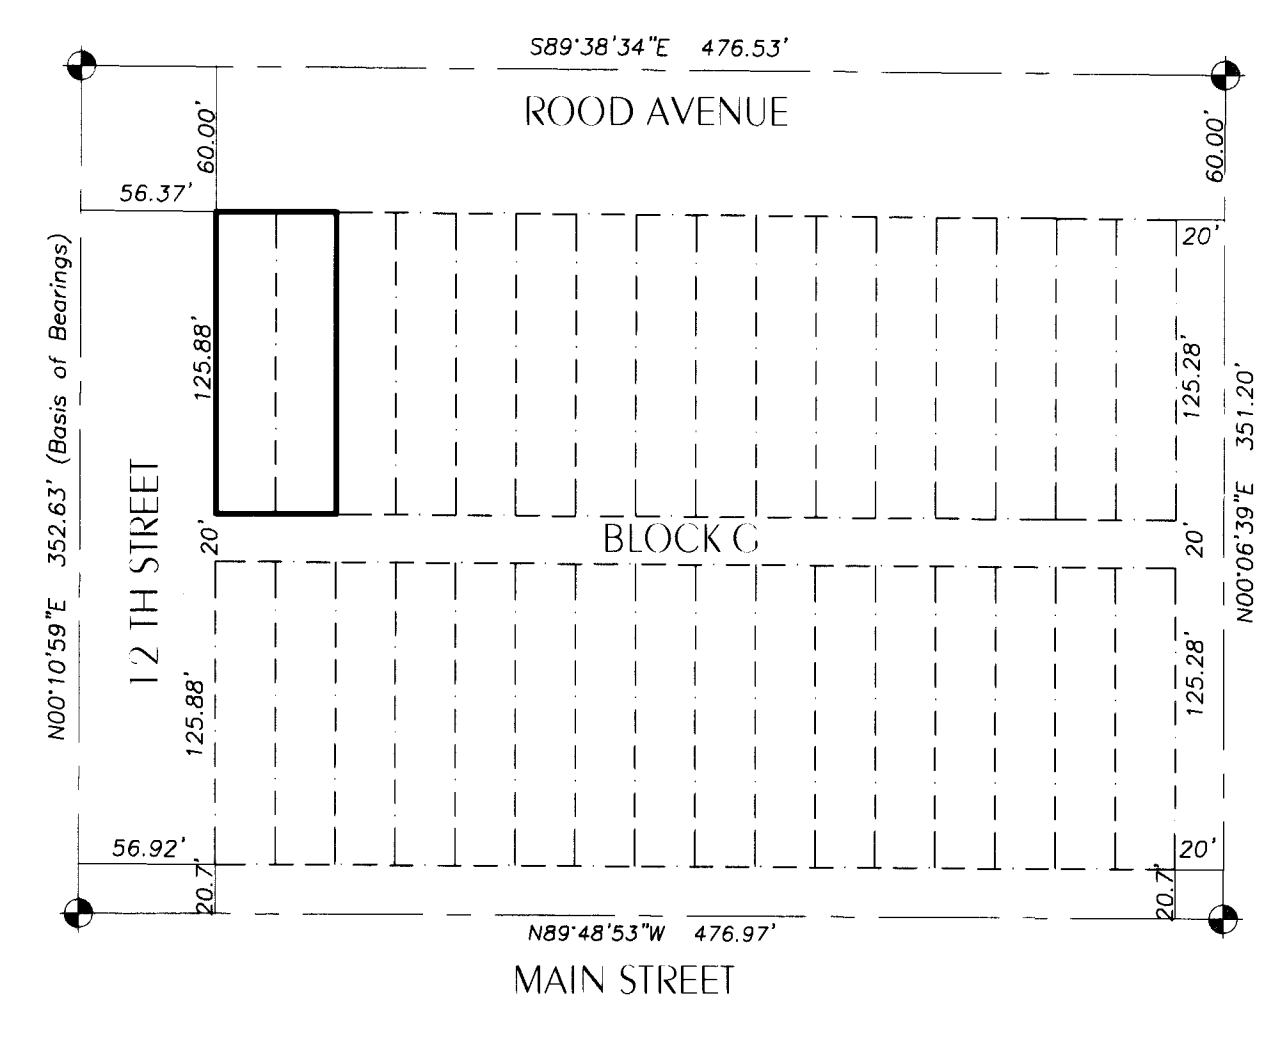 S89°38'34"E 476.53'
ROOD AVENUE
60.00'
60.00'
56.37'
20'
N00°10'59"E 352.63' (Basis of Bearings)
125.88'
125.28'
N00°06'39"E 351.20'
12 TH STREET
20'
BLOCK G
20'
125.88'
125.28'
56.92'
20'
20.7'
20.7'
N89°48'53"W 476.97'
MAIN STREET